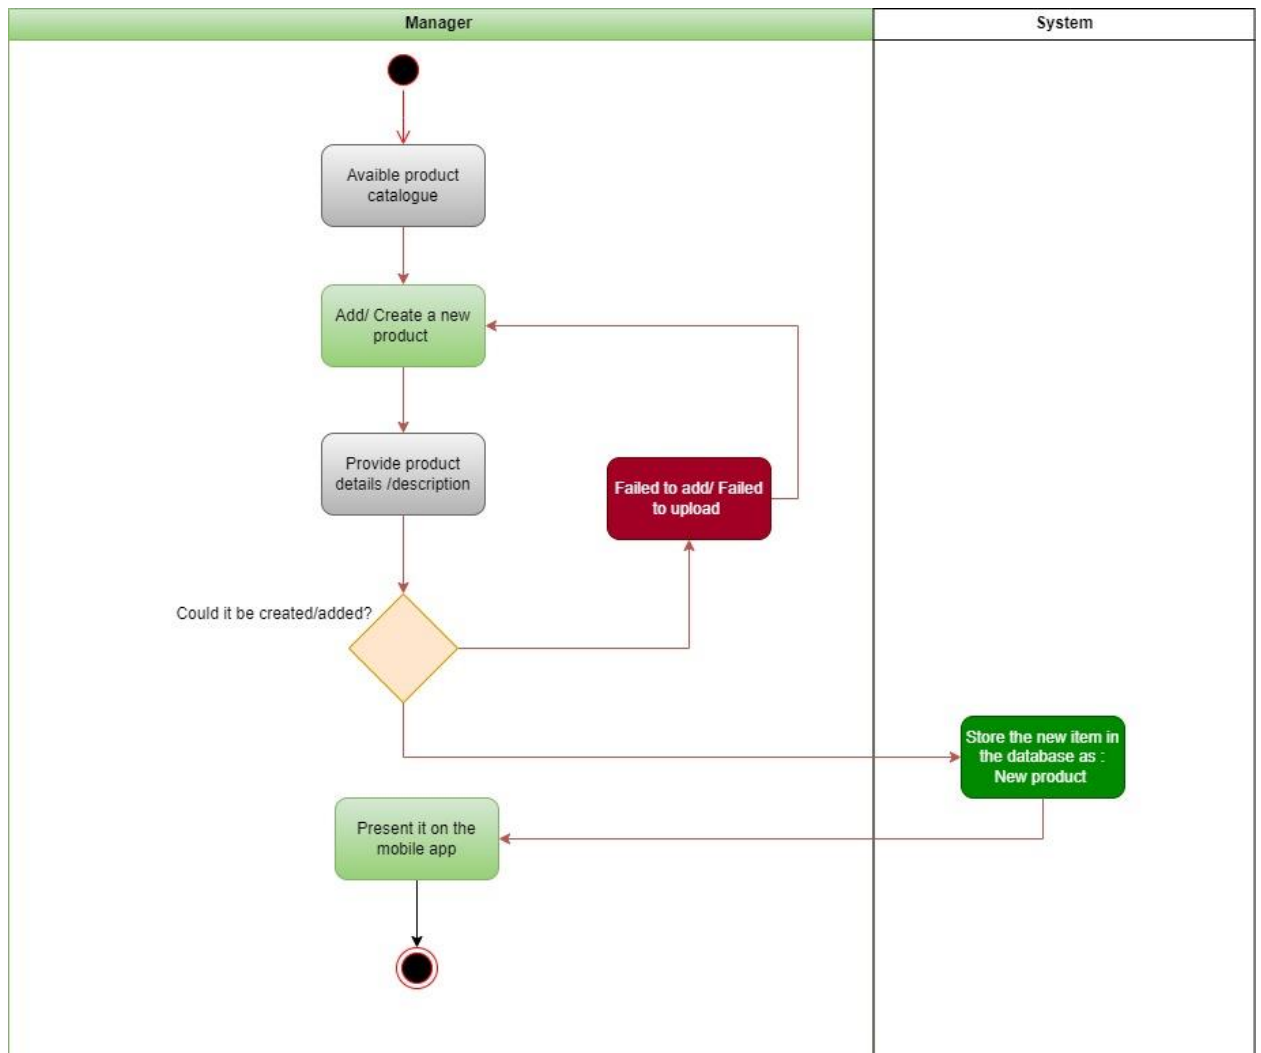 Manager
System
Avaible product
catalogue
Add/ Create a new
product
Provide product
details /description
Failed to add/ Failed
to upload
Could it be created/added?
Store the new item in
the database as :
New product
Present it on the
mobile app